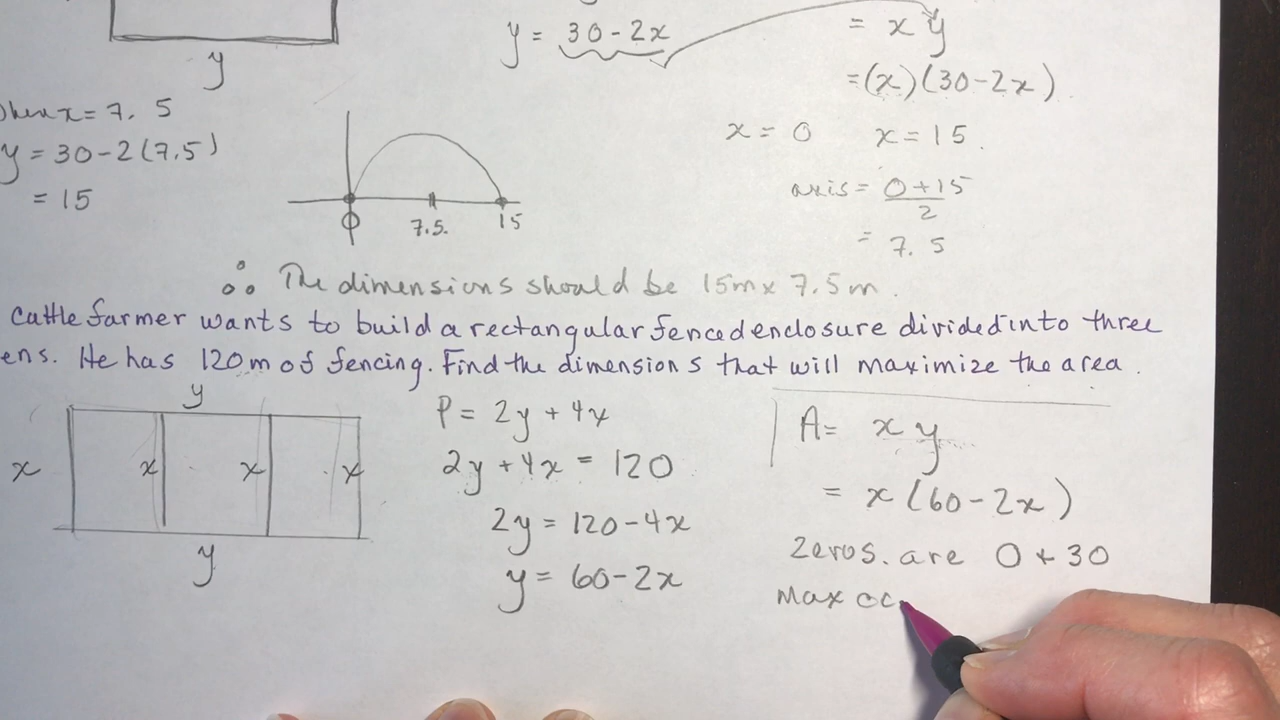 y
y = 30-2x
= xy
=(x)(30-2x)
x = 7.5
y = 30-2(7.5)
= 15
0
7.5.
15
x = 0 x = 15.
axis = 0+15
2
= 7.5
∴ The dimensions should be 15m x 7.5m.
cattle farmer wants to build a rectangular fenced enclosure divided into three
ens. He has 120m of fencing. Find the dimensions that will maximize the area.
y
x x x x
y
P = 2y + 4x
2y + 4x = 120
2y = 120-4x
y = 60-2x
A = xy
= x(60-2x)
Zeros. are 0 + 30
Max oc